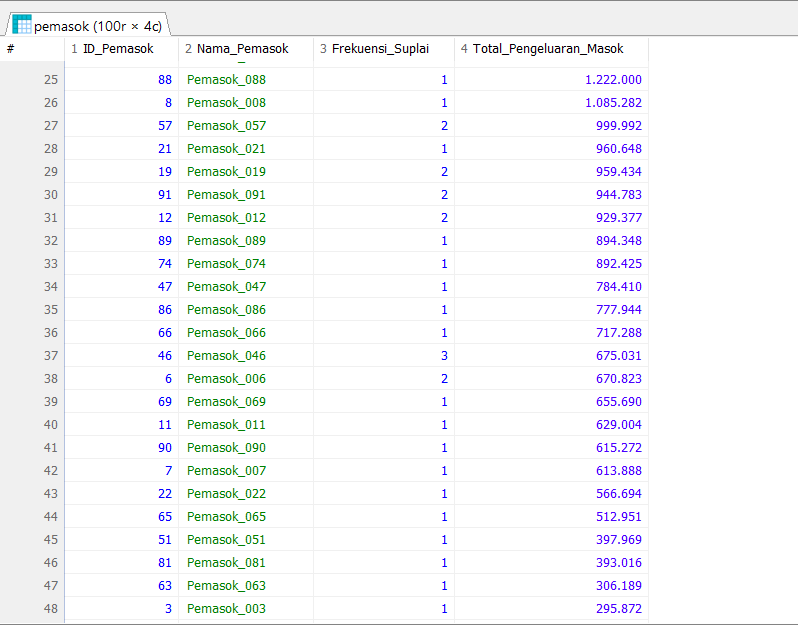 pemasok (100r × 4c)
# 1 ID_Pemasok 2 Nama_Pemasok 3 Frekuensi_Suplai 4 Total_Pengeluaran_Masok
25 88 Pemasok_088 1 1.222.000
26 8 Pemasok_008 1 1.085.282
27 57 Pemasok_057 2 999.992
28 21 Pemasok_021 1 960.648
29 19 Pemasok_019 2 959.434
30 91 Pemasok_091 2 944.783
31 12 Pemasok_012 2 929.377
32 89 Pemasok_089 1 894.348
33 74 Pemasok_074 1 892.425
34 47 Pemasok_047 1 784.410
35 86 Pemasok_086 1 777.944
36 66 Pemasok_066 1 717.288
37 46 Pemasok_046 3 675.031
38 6 Pemasok_006 2 670.823
39 69 Pemasok_069 1 655.690
40 11 Pemasok_011 1 629.004
41 90 Pemasok_090 1 615.272
42 7 Pemasok_007 1 613.888
43 22 Pemasok_022 1 566.694
44 65 Pemasok_065 1 512.951
45 51 Pemasok_051 1 397.969
46 81 Pemasok_081 1 393.016
47 63 Pemasok_063 1 306.189
48 3 Pemasok_003 1 295.872